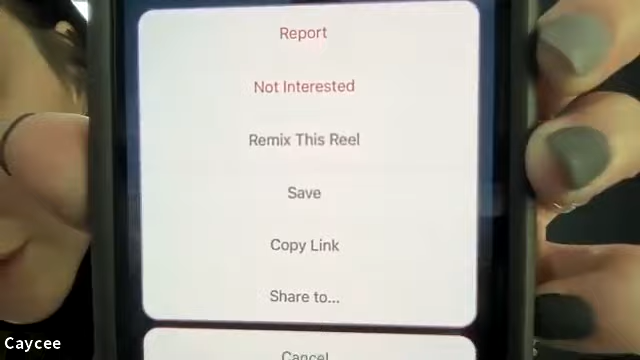 Report
Not Interested
Remix This Reel
Save
Copy Link
Share to...
Cancel
Caycee